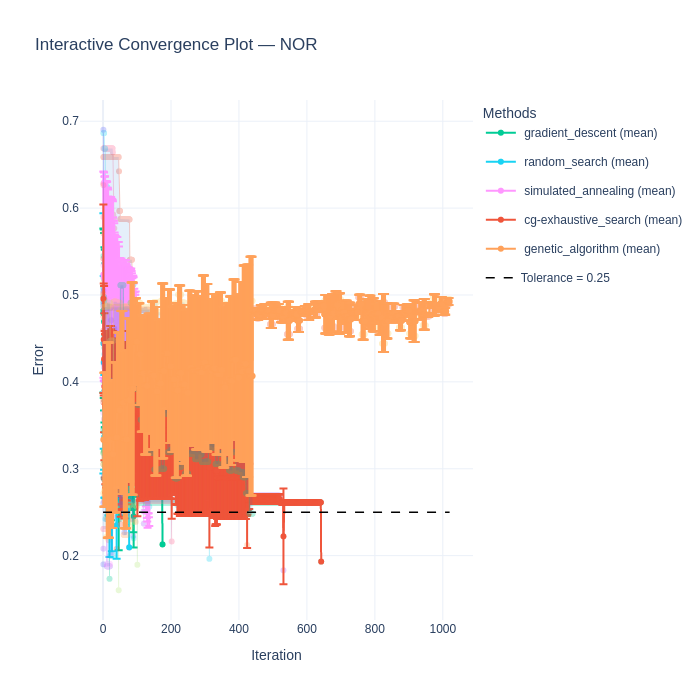 Interactive Convergence Plot — NOR
Methods
gradient_descent (mean)
random_search (mean)
simulated_annealing (mean)
cg-exhaustive_search (mean)
genetic_algorithm (mean)
Tolerance = 0.25
Error
0.7
0.6
0.5
0.4
0.3
0.2
0 200 400 600 800 1000
Iteration